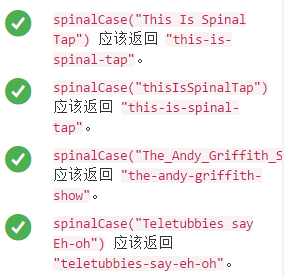 spinalCase("This Is Spinal
Tap") 应该返回 "this-is-
spinal-tap"。
spinalCase("thisIsSpinalTap")
应该返回 "this-is-spinal-
tap"。
spinalCase("The_Andy_Griffith_S
应该返回 "the-andy-griffith-
show"。
spinalCase("Teletubbies say
Eh-oh") 应该返回
"teletubbies-say-eh-oh"。